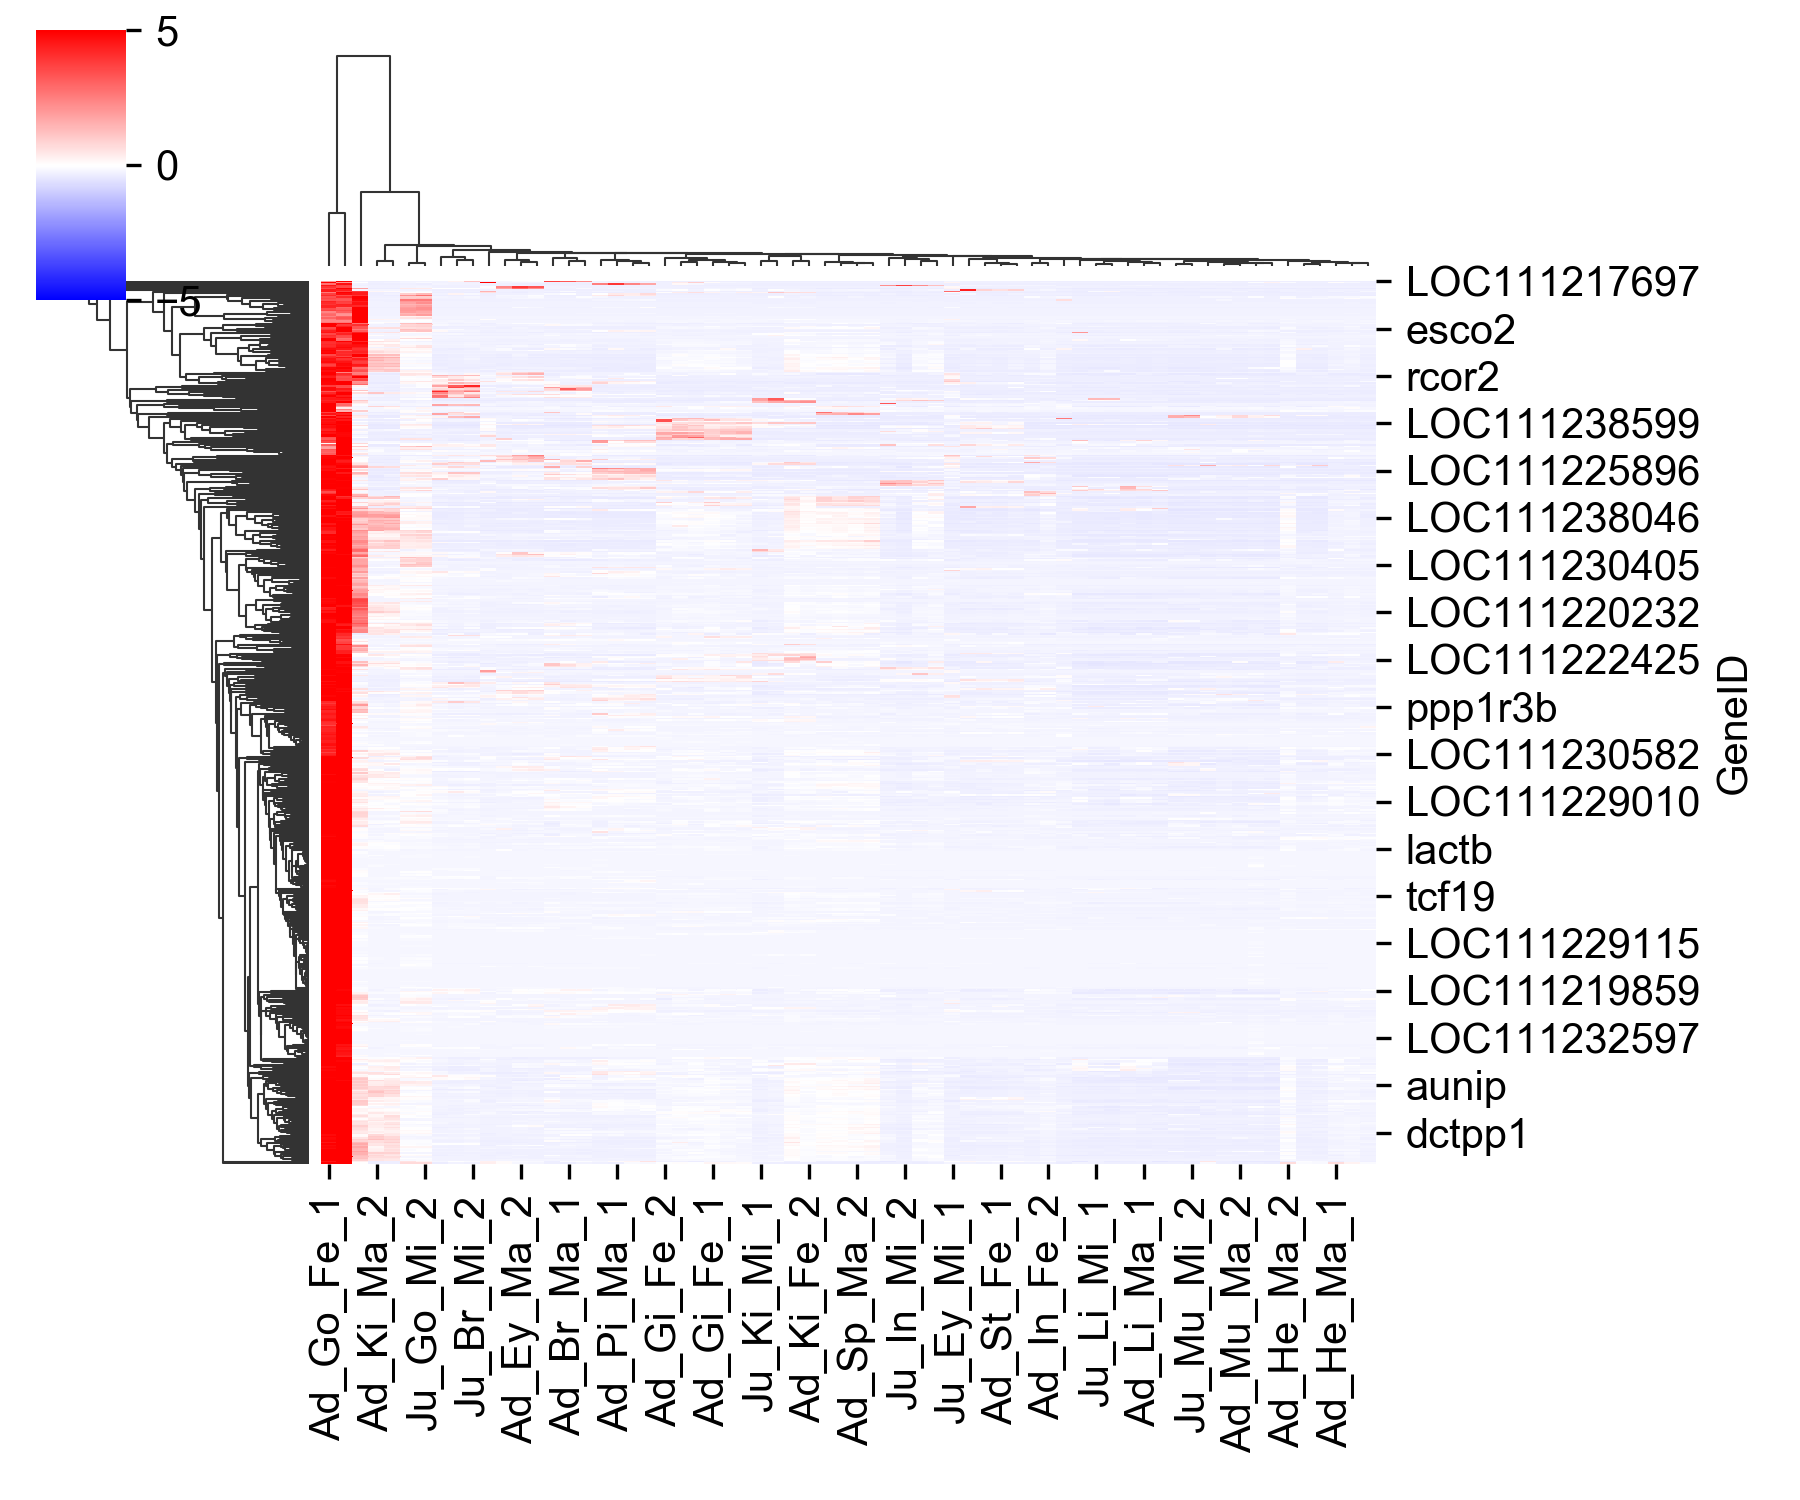 5
0
−5
LOC111217697
esco2
rcor2
LOC111238599
LOC111225896
LOC111238046
LOC111230405
LOC111220232
LOC111222425
ppp1r3b
LOC111230582
LOC111229010
lactb
tcf19
LOC111229115
LOC111219859
LOC111232597
aunip
dctpp1
GeneID
Ad_Go_Fe_1
Ad_Ki_Ma_2
Ju_Go_Mi_2
Ju_Br_Mi_2
Ad_Ey_Ma_2
Ad_Br_Ma_1
Ad_Pi_Ma_1
Ad_Gi_Fe_2
Ad_Gi_Fe_1
Ju_Ki_Mi_1
Ad_Ki_Fe_2
Ad_Sp_Ma_2
Ju_In_Mi_2
Ju_Ey_Mi_1
Ad_St_Fe_1
Ad_In_Fe_2
Ju_Li_Mi_1
Ad_Li_Ma_1
Ju_Mu_Mi_2
Ad_Mu_Ma_2
Ad_He_Ma_2
Ad_He_Ma_1